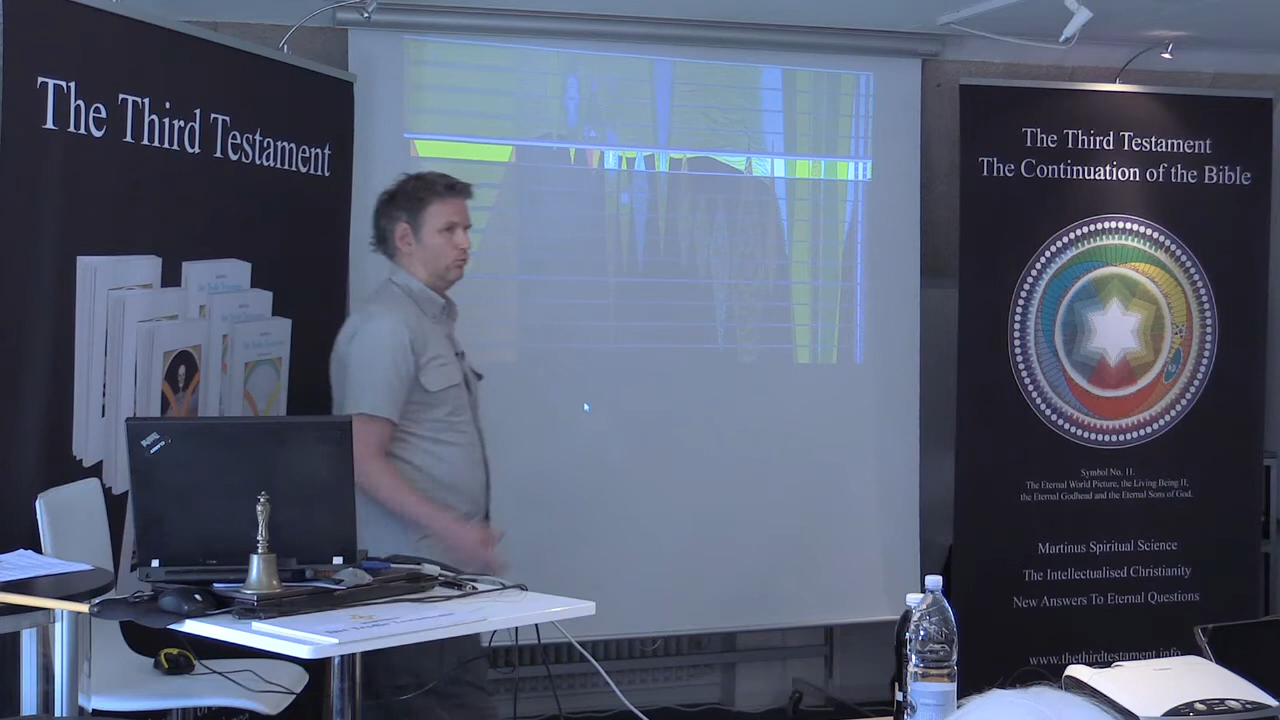 The Third Testament
The Third Testament
The Continuation of the Bible
Symbol No. 11.
The Eternal World Picture, the Living Being II,
the Eternal Godhead and the Eternal Sons of God.
Martinus Spiritual Science
The Intellectualised Christianity
New Answers To Eternal Questions
www.thethirdtestament.info